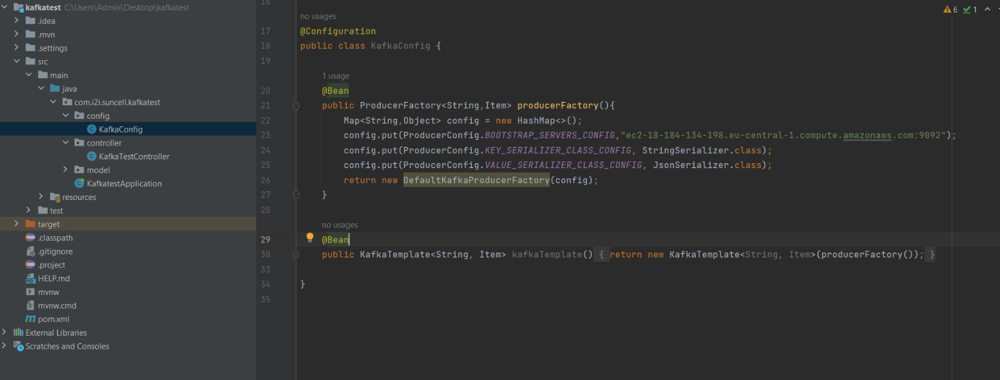 kafkatest C:\Users\Admin\Desktop\kafkatest
.idea
.mvn
.settings
src
main
java
com.i2i.suncell.kafkatest
config
KafkaConfig
controller
KafkaTestController
model
KafkatestApplication
resources
test
target
.classpath
.gitignore
.project
HELP.md
mvnw
mvnw.cmd
pom.xml
External Libraries
Scratches and Consoles
6 1
16
no usages
17 @Configuration
18 public class KafkaConfig {
19
1 usage
20 @Bean
21 public ProducerFactory<String,Item> producerFactory(){
22 Map<String,Object> config = new HashMap<>();
23 config.put(ProducerConfig.BOOTSTRAP_SERVERS_CONFIG,"ec2-18-184-134-198.eu-central-1.compute.amazonaws.com:9092");
24 config.put(ProducerConfig.KEY_SERIALIZER_CLASS_CONFIG, StringSerializer.class);
25 config.put(ProducerConfig.VALUE_SERIALIZER_CLASS_CONFIG, JsonSerializer.class);
26 return new DefaultKafkaProducerFactory(config);
27 }
28
no usages
29 @Bean
30 public KafkaTemplate<String, Item> kafkaTemplate() { return new KafkaTemplate<String, Item>(producerFactory()); }
33
34 }
35